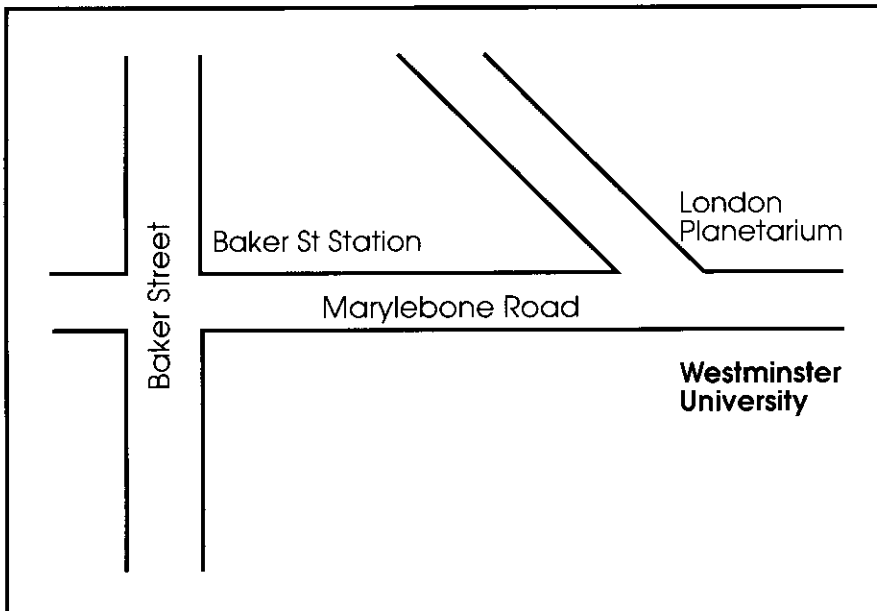 London
Planetarium
Baker St Station
Baker Street
Marylebone Road
Westminster
University